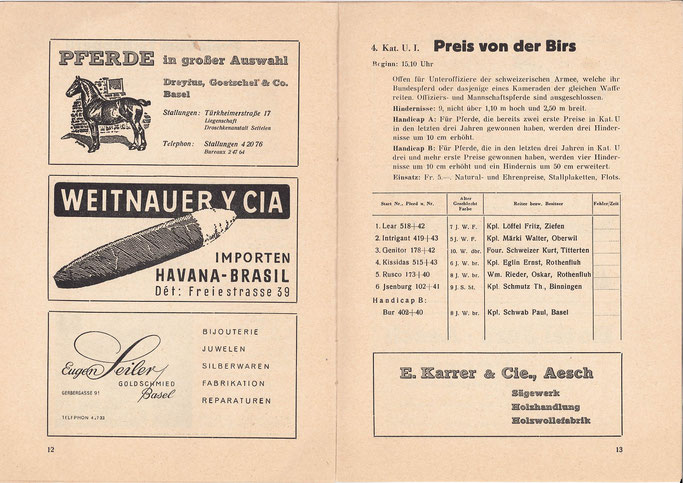 PFERDE in großer Auswahl
Dreyfus, Goetschel & Co.
Basel
Stallungen: Türkheimerstraße 17
Liegenschaft
Droschkenanstalt Settelen
Telephon: Stallungen 4 20 76
Bureaux 2 47 64
WEITNAUER Y CIA
IMPORTEN
HAVANA-BRASIL
Dét: Freiestrasse 39
Eugen Seiler
GOLDSCHMIED
GERBERGASSE 91
Basel
TELEPHON 4.733
BIJOUTERIE
JUWELEN
SILBERWAREN
FABRIKATION
REPARATUREN
12
4. Kat. U. I. Preis von der Birs
Beginn: 15.10 Uhr
Offen für Unteroffiziere der schweizerischen Armee, welche ihr
Bundespferd oder dasjenige eines Kameraden der gleichen Waffe
reiten. Offiziers- und Mannschaftspferde sind ausgeschlossen.
Hindernisse: 9, nicht über 1,10 m hoch und 2,50 m breit.
Handicap A: Für Pferde, die bereits zwei erste Preise in Kat. U
in den letzten drei Jahren gewonnen haben, werden drei Hinder-
nisse um 10 cm erhöht.
Handicap B: Für Pferde, die in den letzten drei Jahren in Kat. U
drei und mehr erste Preise gewonnen haben, werden vier Hinder-
nisse um 10 cm erhöht und ein Hindernis um 50 cm erweitert.
Einsatz: Fr. 5.—. Natural- und Ehrenpreise, Stallplaketten, Flots.
Start Nr., Pferd u. Nr. Alter Geschlecht Farbe Reiter bezw. Besitzer Fehler/Zeit
1. Lear 518+42 7 J. W. F. Kpl. Löffel Fritz, Ziefen
2. Intrigant 419+43 5 J. W. F. Kpl. Märki Walter, Oberwil
3. Genitor 178+42 10. W. dbr. Four. Schweizer Kurt, Titterten
4. Kissidas 515+43 6 J. W. br. Kpl. Eglin Ernst, Rothenfluh
5. Rusco 173+40 8 J. W. br. Wm. Rieder, Oskar, Rothenfluh
6 Jsenburg 102+41 9 J. S. St. Kpl. Schmutz Th., Binningen
Handicap B:
Bur 402+40 8 J. W. br. Kpl. Schwab Paul, Basel
E. Karrer & Cie., Aesch
Sägewerk
Holzhandlung
Holzwollefabrik
13